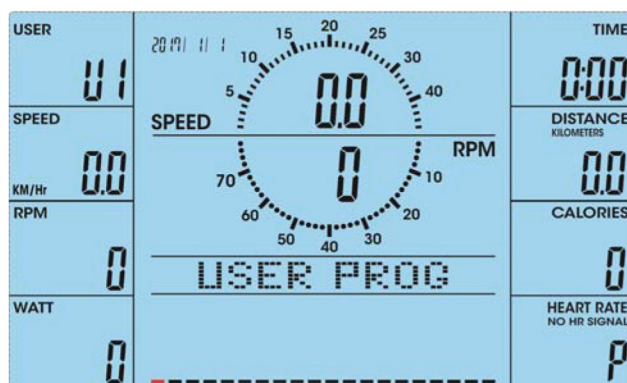 USER
U1
SPEED
KM/Hr 0.0
RPM
0
WATT
0
2017/ 1/ 1
5 10 15 20 25 30 40
SPEED 0.0
RPM
0
70 60 50 40 30 20 10
USER PROG
TIME
0:00
DISTANCE
KILOMETERS
0.0
CALORIES
0
HEART RATE
NO HR SIGNAL
P